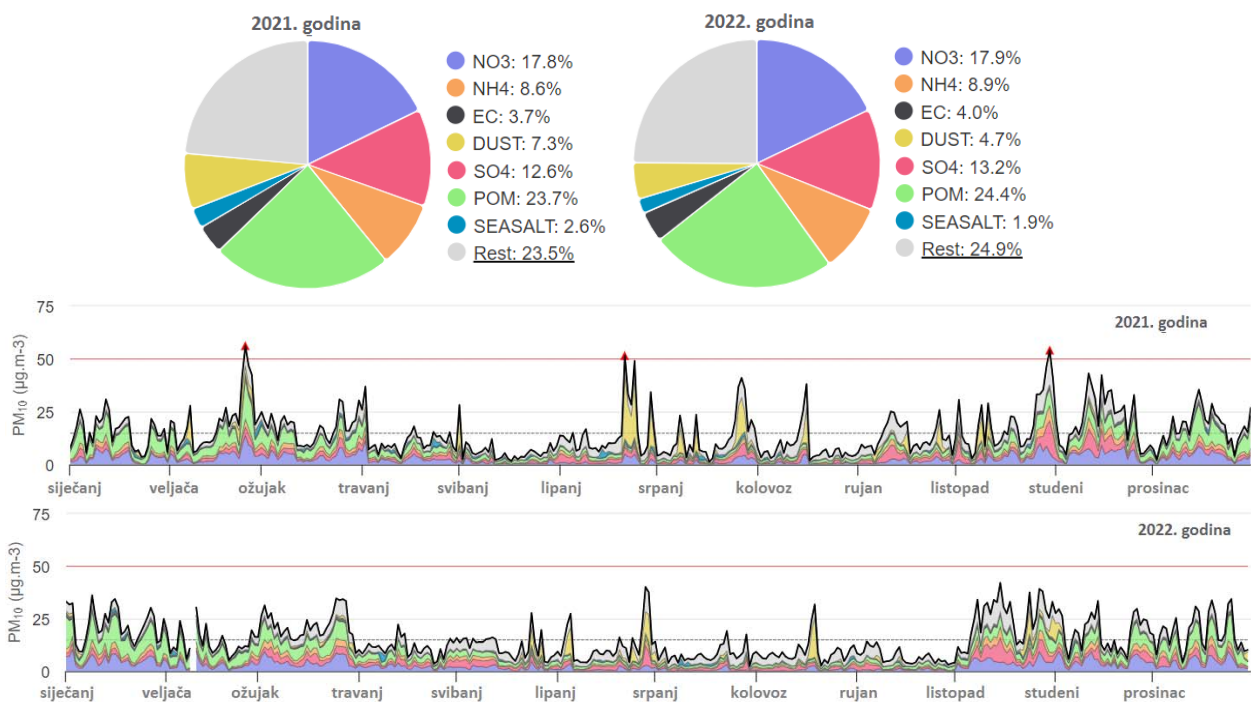 2021. godina
NO3: 17.8%
NH4: 8.6%
EC: 3.7%
DUST: 7.3%
SO4: 12.6%
POM: 23.7%
SEASALT: 2.6%
Rest: 23.5%
2022. godina
NO3: 17.9%
NH4: 8.9%
EC: 4.0%
DUST: 4.7%
SO4: 13.2%
POM: 24.4%
SEASALT: 1.9%
Rest: 24.9%
2021. godina
PM10 (µg.m-3)
75
50
25
0
siječanj veljača ožujak travanj svibanj lipanj srpanj kolovoz rujan listopad studeni prosinac
2022. godina
PM10 (µg.m-3)
75
50
25
0
siječanj veljača ožujak travanj svibanj lipanj srpanj kolovoz rujan listopad studeni prosinac